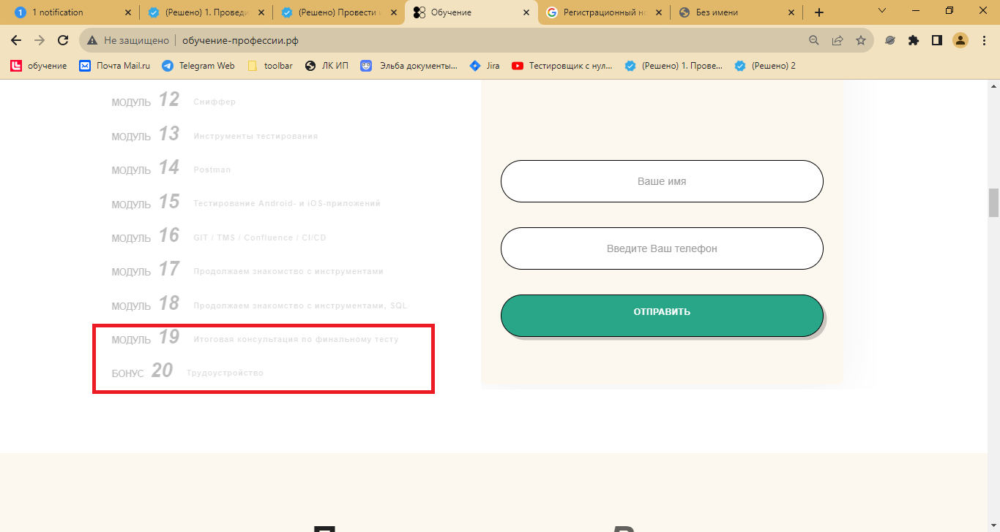 1 notification
(Решено) 1. Проведи
(Решено) Провести и
Обучение
Регистрационный но
Без имени
Не защищено
обучение-профессии.рф
обучение
Почта Mail.ru
Telegram Web
toolbar
ЛК ИП
Эльба документы...
Jira
Тестировщик с нул...
(Решено) 1. Прове...
(Решено) 2
МОДУЛЬ 12 Сниффер
МОДУЛЬ 13 Инструменты тестирования
МОДУЛЬ 14 Postman
МОДУЛЬ 15 Тестирование Android- и iOS-приложений
МОДУЛЬ 16 GIT / TMS / Confluence / CI/CD
МОДУЛЬ 17 Продолжаем знакомство с инструментами
МОДУЛЬ 18 Продолжаем знакомство с инструментами, SQL
МОДУЛЬ 19 Итоговая консультация по финальному тесту
БОНУС 20 Трудоустройство
Ваше имя
Введите Ваш телефон
ОТПРАВИТЬ